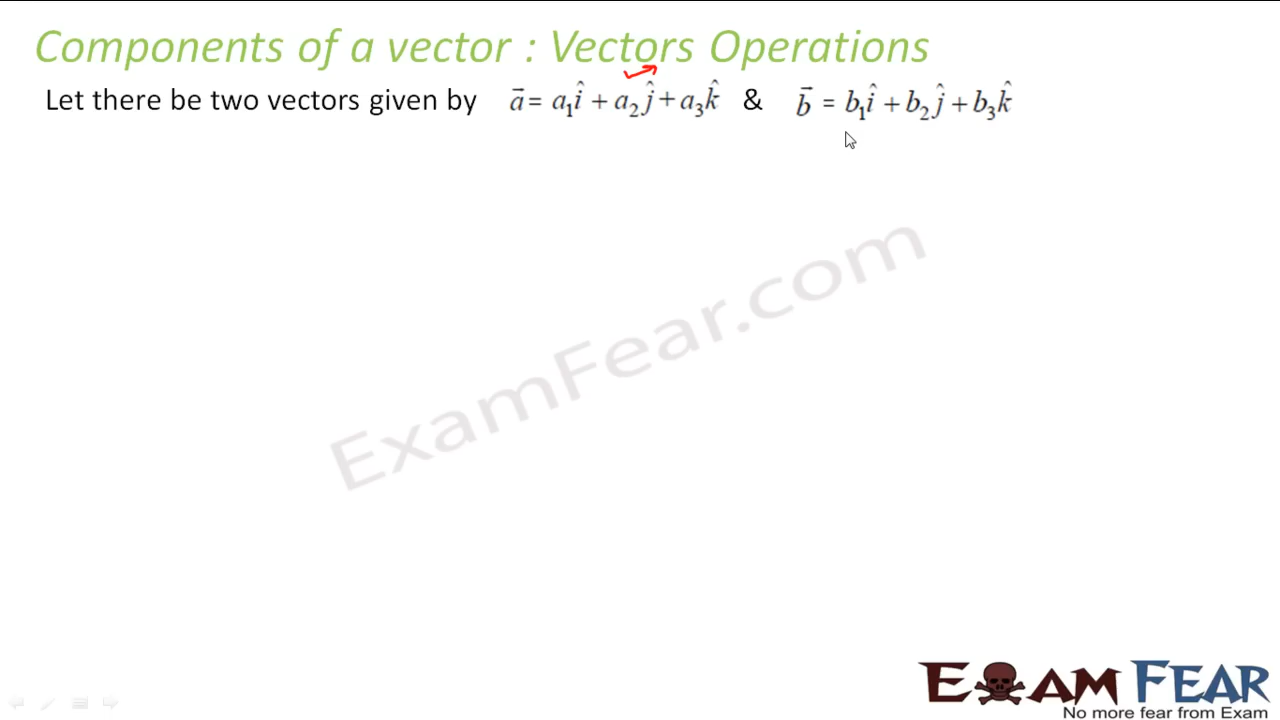 Components of a vector : Vectors Operations
Let there be two vectors given by a⃗ = a₁î + a₂ĵ + a₃k̂ & b⃗ = b₁î + b₂ĵ + b₃k̂
ExamFear.com
EXAM FEAR
No more fear from Exam